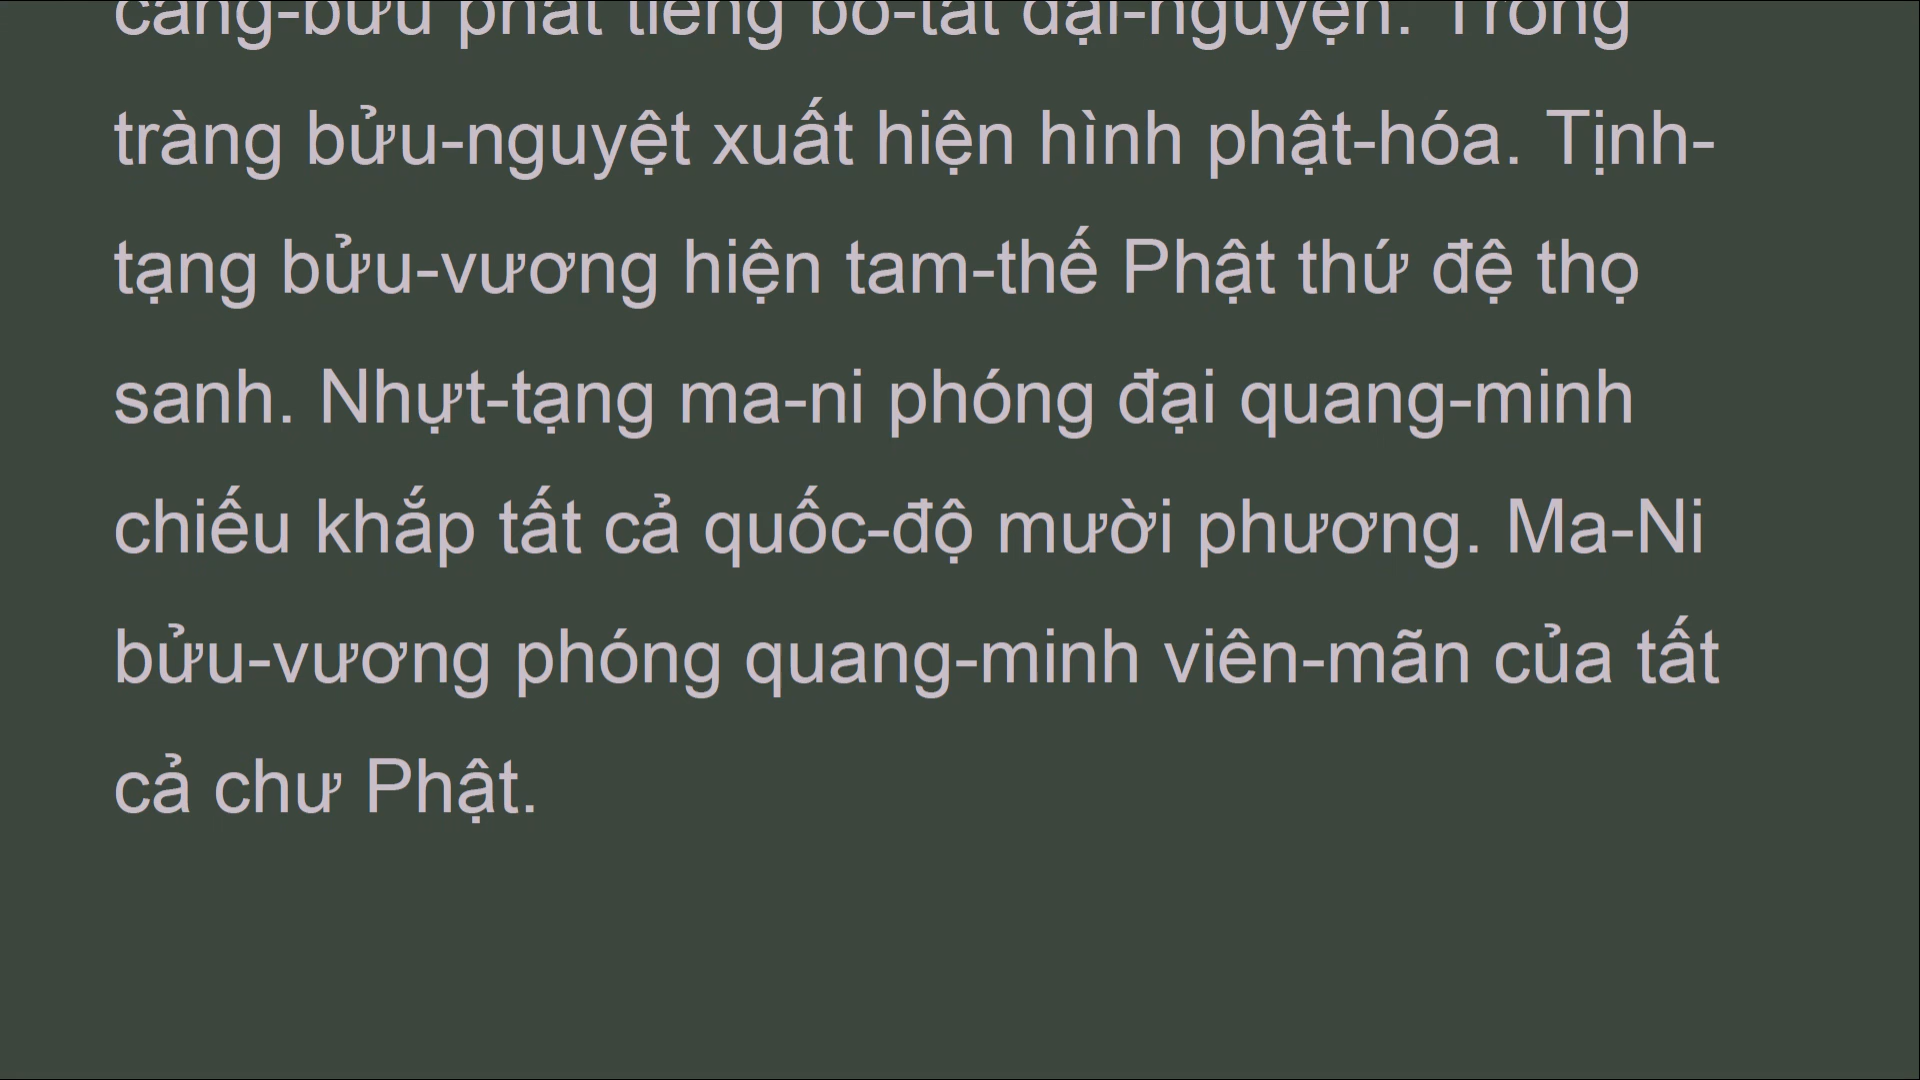 tràng bửu-nguyệt xuất hiện hình phật-hóa. Tịnh-
tạng bửu-vương hiện tam-thế Phật thứ đệ thọ
sanh. Nhựt-tạng ma-ni phóng đại quang-minh
chiếu khắp tất cả quốc-độ mười phương. Ma-Ni
bửu-vương phóng quang-minh viên-mãn của tất
cả chư Phật.